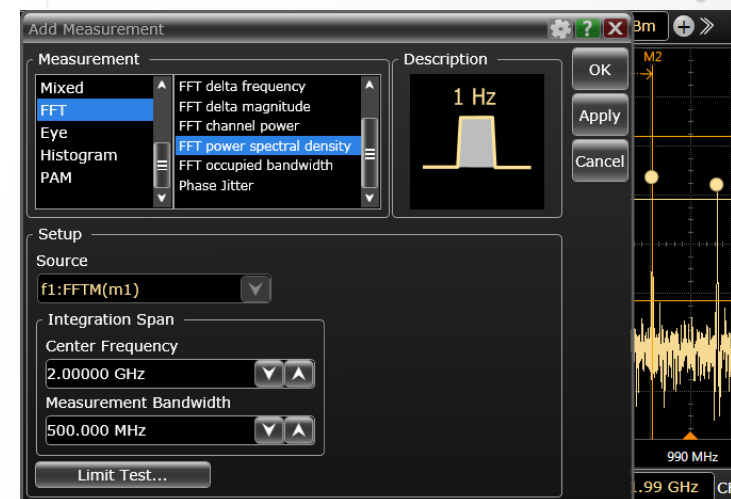 Add Measurement
?
X
Bm
+
Measurement
Mixed
FFT
Eye
Histogram
PAM
FFT delta frequency
FFT delta magnitude
FFT channel power
FFT power spectral density
FFT occupied bandwidth
Phase Jitter
Description
1 Hz
OK
Apply
Cancel
M2
Setup
Source
f1:FFTM(m1)
Integration Span
Center Frequency
2.00000 GHz
Measurement Bandwidth
500.000 MHz
Limit Test...
990 MHz
1.99 GHz